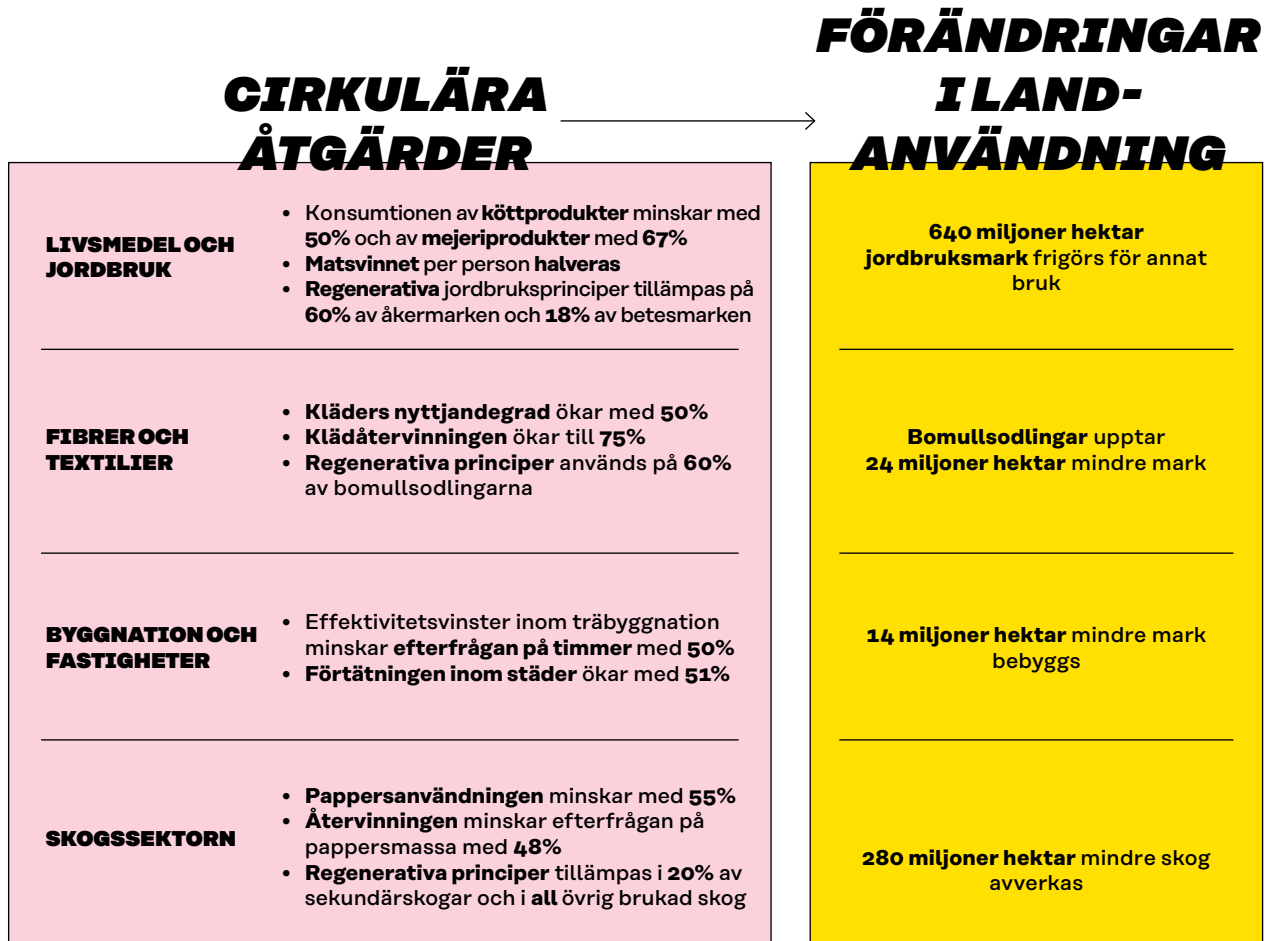 CIRKULÄRA
ÅTGÄRDER
FÖRÄNDRINGAR
I LAND-
ANVÄNDNING
LIVSMEDEL OCH
JORDBRUK
• Konsumtionen av köttprodukter minskar med
50% och av mejeriprodukter med 67%
• Matsvinnet per person halveras
• Regenerativa jordbruksprinciper tillämpas på
60% av åkermarken och 18% av betesmarken
640 miljoner hektar
jordbruksmark frigörs för annat
bruk
FIBRER OCH
TEXTILIER
• Kläders nyttjandegrad ökar med 50%
• Klädåtervinningen ökar till 75%
• Regenerativa principer används på 60%
av bomullsodlingarna
Bomullsodlingar upptar
24 miljoner hektar mindre mark
BYGGNATION OCH
FASTIGHETER
• Effektivitetsvinster inom träbyggnation
minskar efterfrågan på timmer med 50%
• Förtätningen inom städer ökar med 51%
14 miljoner hektar mindre mark
bebyggs
SKOGSSEKTORN
• Pappersanvändningen minskar med 55%
• Återvinningen minskar efterfrågan på
pappersmassa med 48%
• Regenerativa principer tillämpas i 20% av
sekundärskogar och i all övrig brukad skog
280 miljoner hektar mindre skog
avverkas